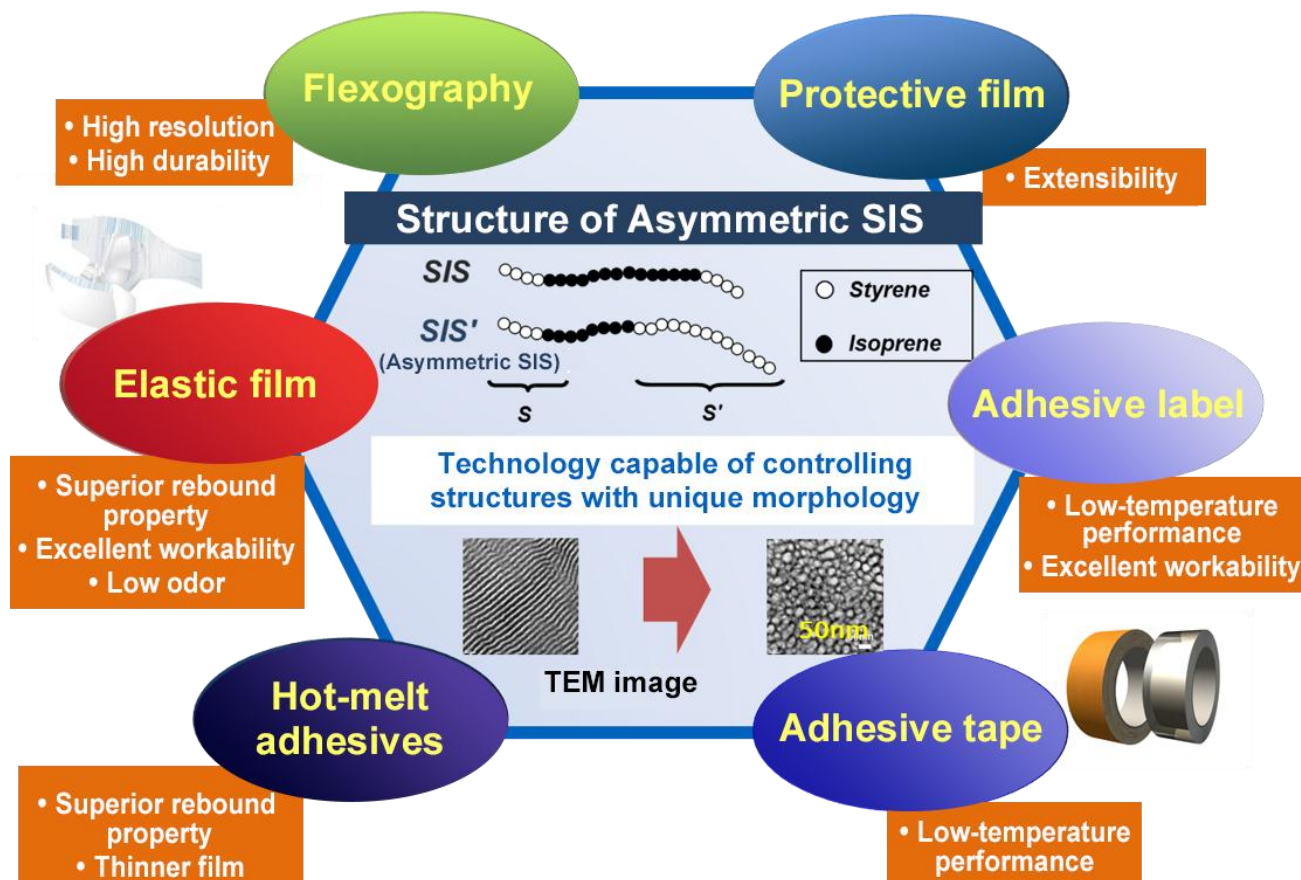 Flexography
• High resolution
• High durability
Protective film
• Extensibility
Structure of Asymmetric SIS
SIS
SIS'
(Asymmetric SIS)
S
S'
Styrene
Isoprene
Elastic film
• Superior rebound
property
• Excellent workability
• Low odor
Adhesive label
• Low-temperature
performance
• Excellent workability
Technology capable of controlling
structures with unique morphology
50nm
TEM image
Hot-melt
adhesives
• Superior rebound
property
• Thinner film
Adhesive tape
• Low-temperature
performance